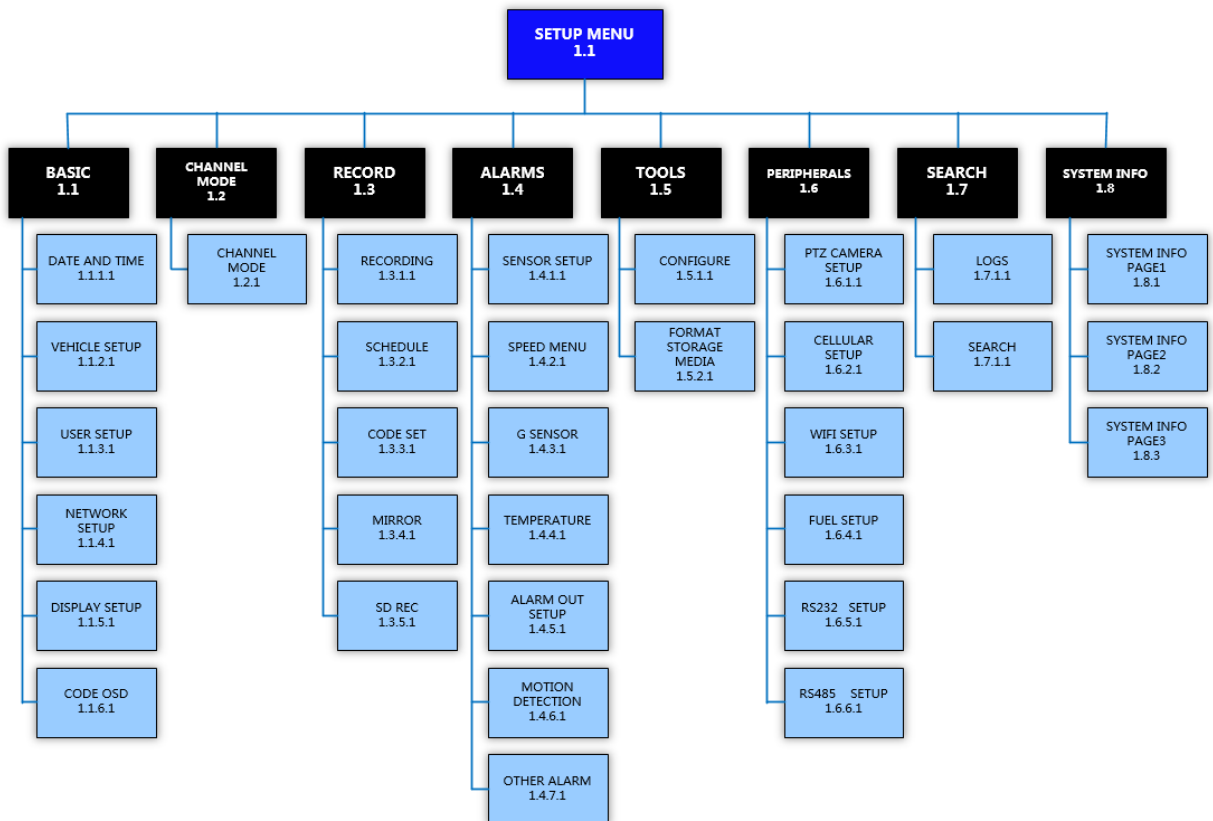 SETUP MENU
1.1
BASIC
1.1
CHANNEL
MODE
1.2
RECORD
1.3
ALARMS
1.4
TOOLS
1.5
PERIPHERALS
1.6
SEARCH
1.7
SYSTEM INFO
1.8
DATE AND TIME
1.1.1.1
VEHICLE SETUP
1.1.2.1
USER SETUP
1.1.3.1
NETWORK
SETUP
1.1.4.1
DISPLAY SETUP
1.1.5.1
CODE OSD
1.1.6.1
CHANNEL
MODE
1.2.1
RECORDING
1.3.1.1
SCHEDULE
1.3.2.1
CODE SET
1.3.3.1
MIRROR
1.3.4.1
SD REC
1.3.5.1
SENSOR SETUP
1.4.1.1
SPEED MENU
1.4.2.1
G SENSOR
1.4.3.1
TEMPERATURE
1.4.4.1
ALARM OUT
SETUP
1.4.5.1
MOTION
DETECTION
1.4.6.1
OTHER ALARM
1.4.7.1
CONFIGURE
1.5.1.1
FORMAT
STORAGE
MEDIA
1.5.2.1
PTZ CAMERA
SETUP
1.6.1.1
CELLULAR
SETUP
1.6.2.1
WIFI SETUP
1.6.3.1
FUEL SETUP
1.6.4.1
RS232 SETUP
1.6.5.1
RS485 SETUP
1.6.6.1
LOGS
1.7.1.1
SEARCH
1.7.1.1
SYSTEM INFO
PAGE1
1.8.1
SYSTEM INFO
PAGE2
1.8.2
SYSTEM INFO
PAGE3
1.8.3